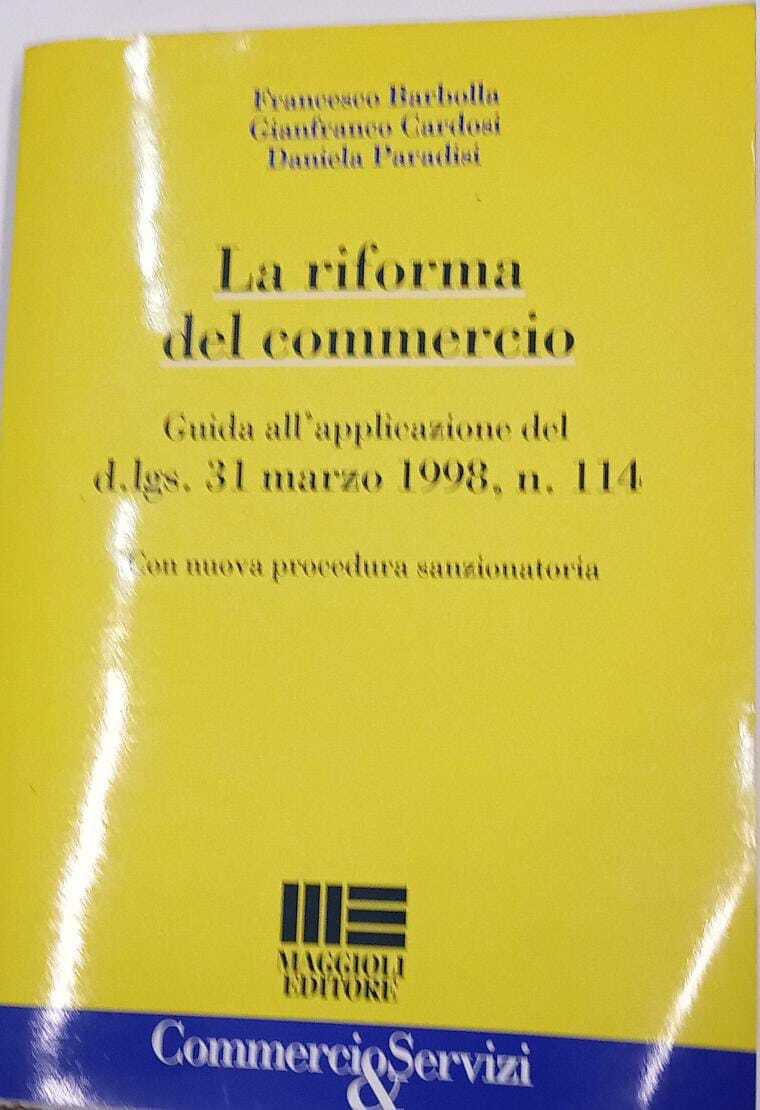 Francesco Barbolla
Gianfranco Cardosi
Daniela Paradisi
La riforma
del commercio
Guida all'applicazione del
d.lgs. 31 marzo 1998, n. 114
Con nuova procedura sanzionatoria
MAGGIOLI
EDITORE
Commercio&Servizi